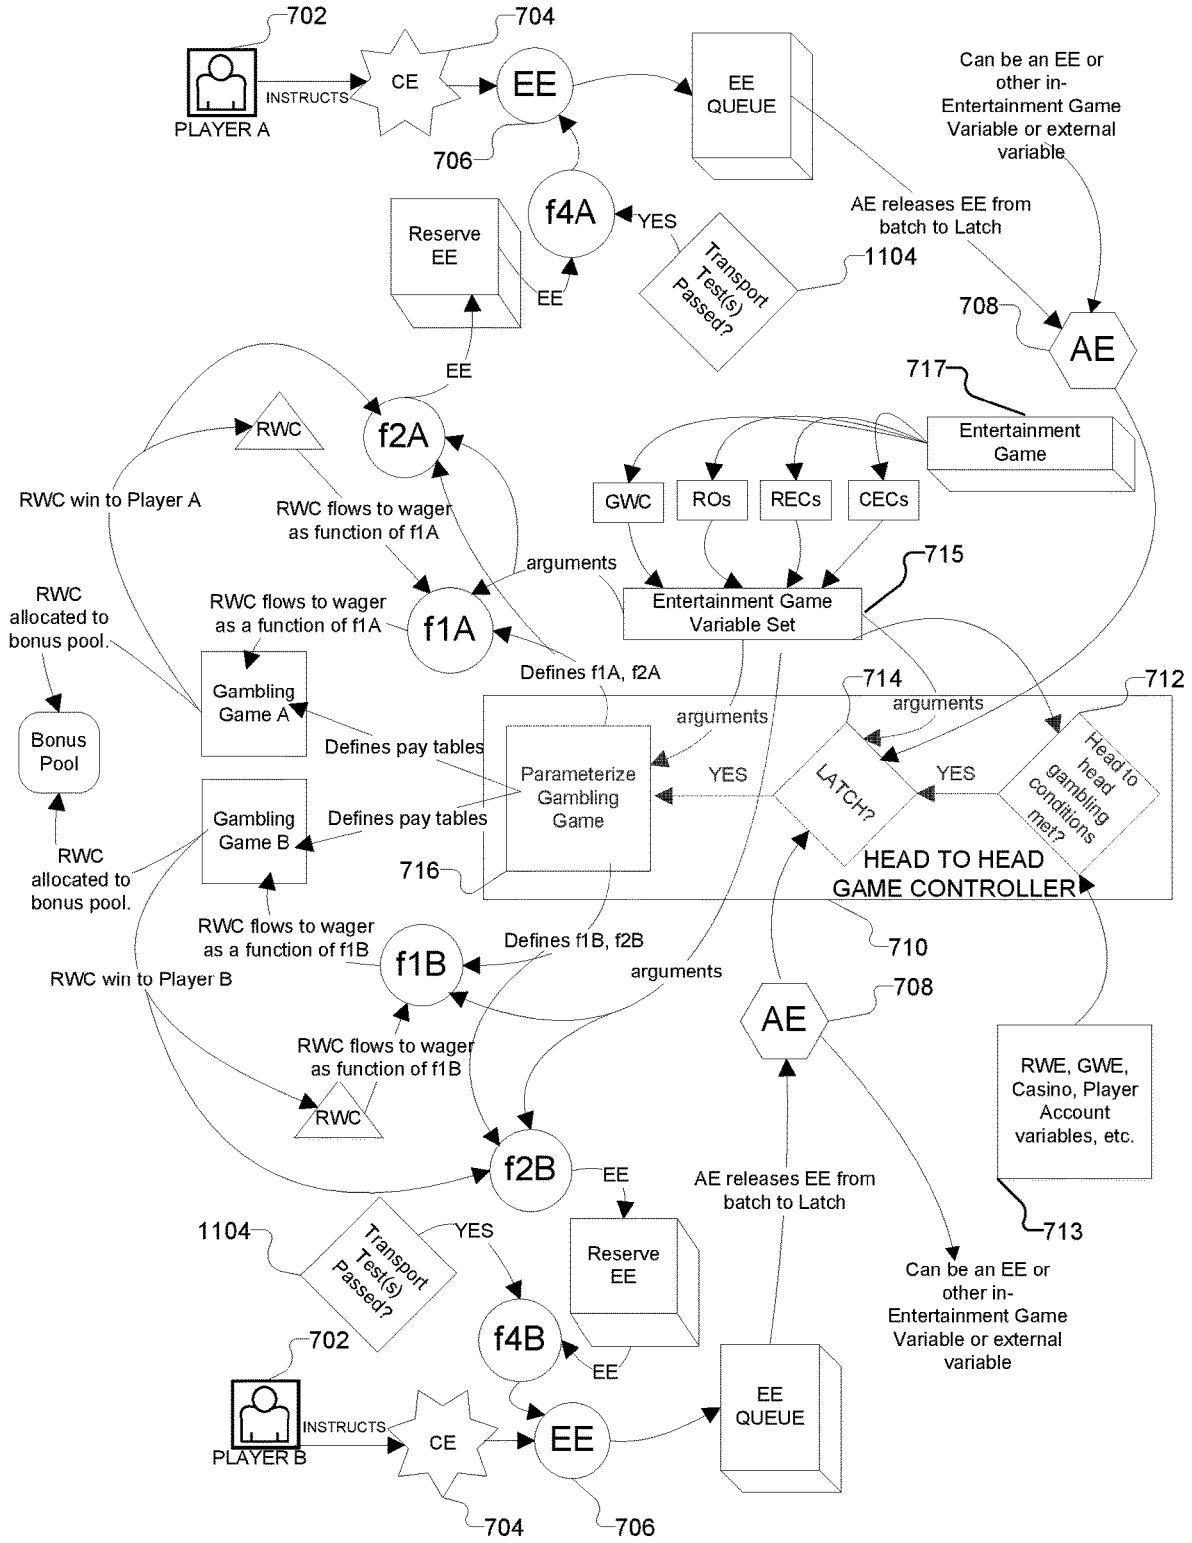 702
704
PLAYER A
INSTRUCTS
CE
EE
706
EE
QUEUE
Can be an EE or
other in-
Entertainment Game
Variable or external
variable
AE releases EE from
batch to Latch
f4A
YES
Transport
Test(s)
Passed?
1104
Reserve
EE
EE
EE
708
AE
717
Entertainment
Game
RWC
f2A
GWC
ROs
RECs
CECs
RWC win to Player A
RWC flows to wager
as function of f1A
arguments
715
Entertainment Game
Variable Set
RWC
allocated to
bonus pool.
RWC flows to wager
as a function of f1A
f1A
Defines f1A, f2A
714
712
Gambling
Game A
arguments
arguments
Bonus
Pool
Defines pay tables
Parameterize
Gambling
Game
YES
LATCH?
YES
Head to
head
gambling
conditions
met?
Gambling
Game B
Defines pay tables
716
HEAD TO HEAD
GAME CONTROLLER
RWC
allocated to
bonus pool.
RWC flows to wager
as a function of f1B
f1B
Defines f1B, f2B
710
RWC win to Player B
arguments
708
AE
RWC flows to wager
as function of f1B
RWC
RWE, GWE,
Casino, Player
Account
variables, etc.
f2B
EE
AE releases EE from
batch to Latch
713
1104
Transport
Test(s)
Passed?
YES
Reserve
EE
Can be an EE or
other in-
Entertainment Game
Variable or external
variable
f4B
EE
702
INSTRUCTS
PLAYER B
CE
EE
EE
QUEUE
704
706